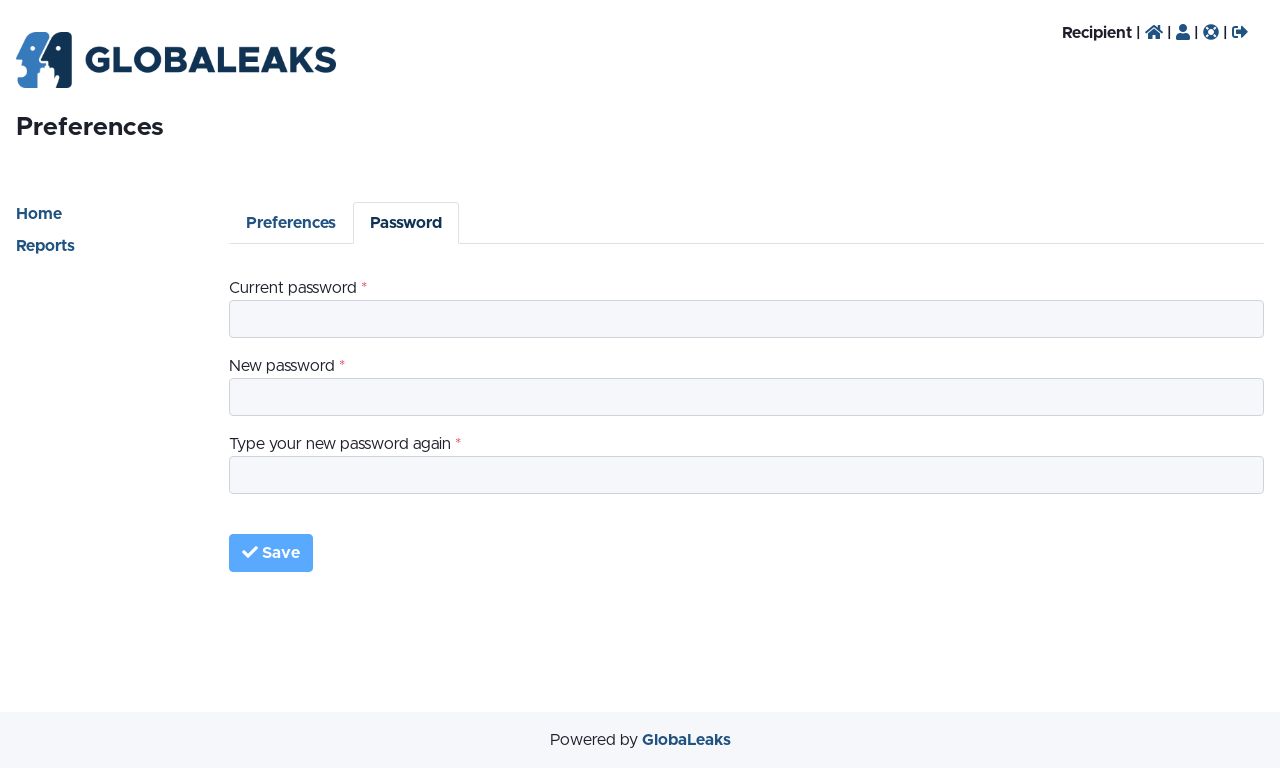 Recipient | | | |
GLOBALEAKS
Preferences
Home
Reports
Preferences
Password
Current password *
New password *
Type your new password again *
Save
Powered by GlobaLeaks